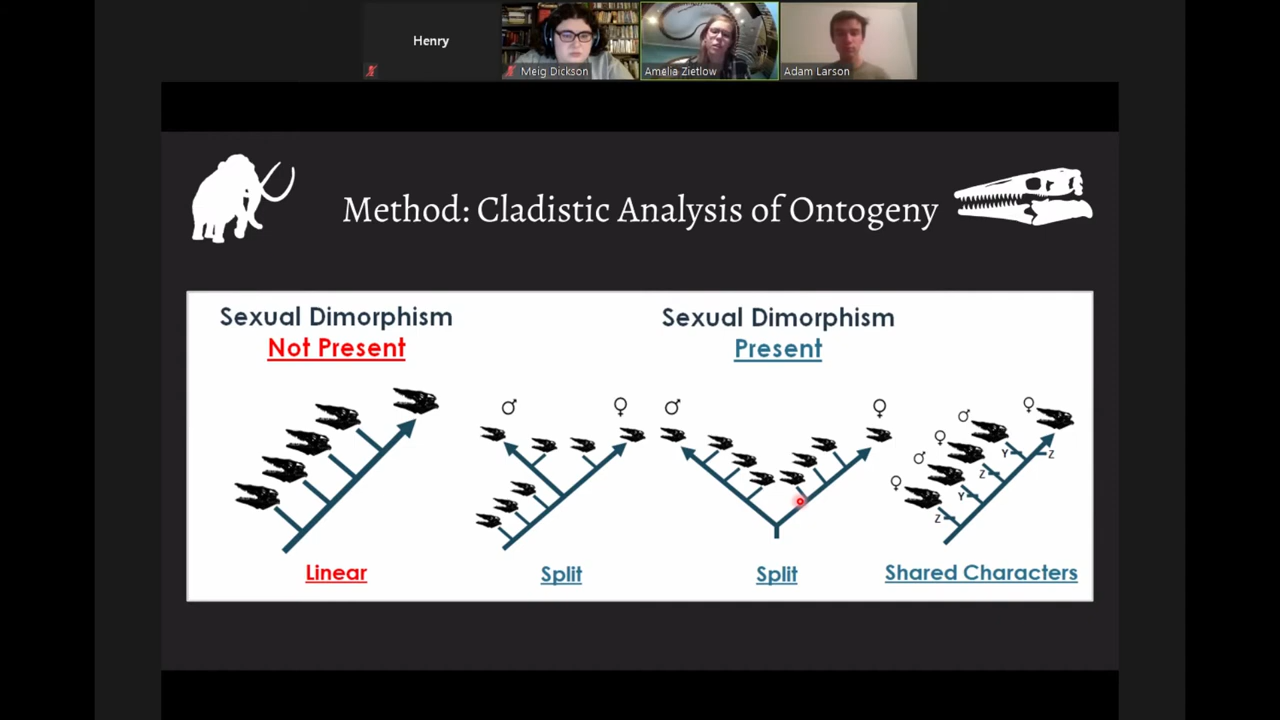 Henry
Meig Dickson
Amelia Zietlow
Adam Larson
Method: Cladistic Analysis of Ontogeny
Sexual Dimorphism
Not Present
Sexual Dimorphism
Present
♂ ♀ ♂ ♀
♀
♂
♀
♂
♀
Y
Z
Z
Y
Z
Linear
Split
Split
Shared Characters